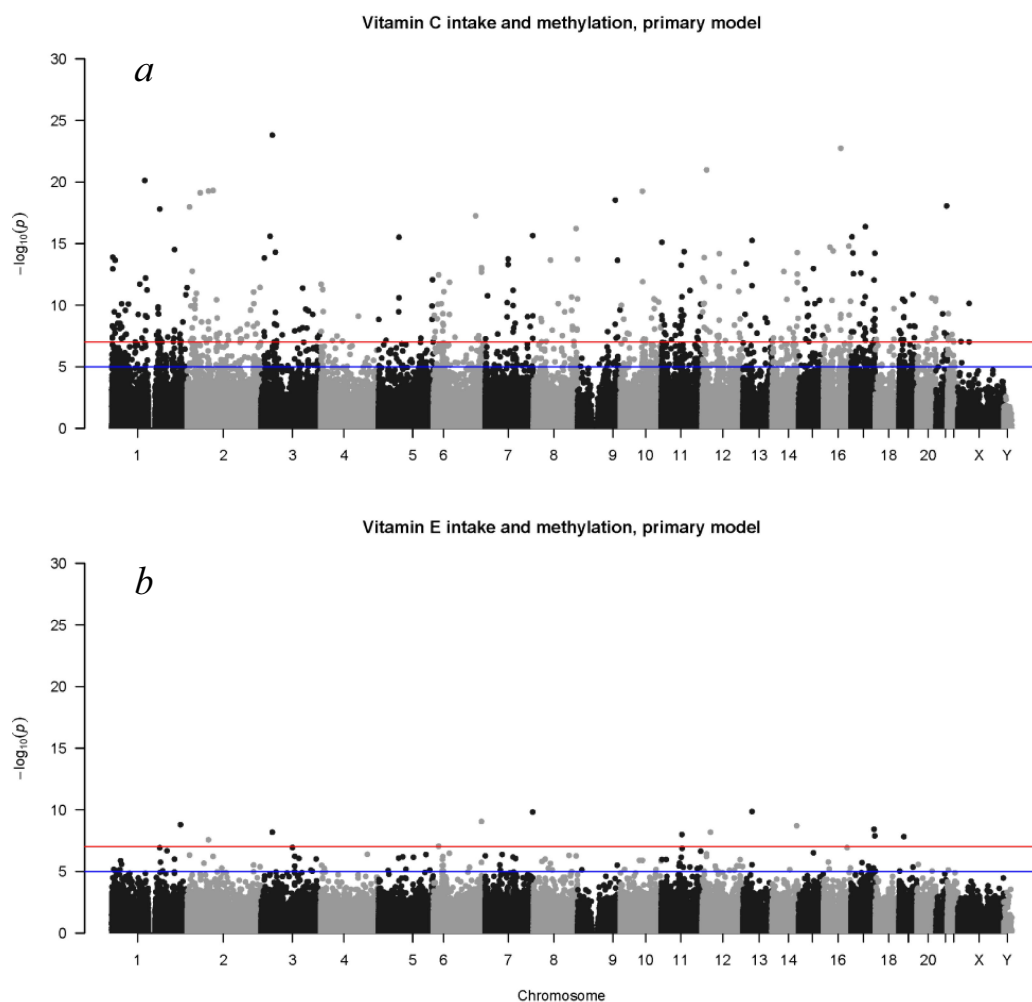 Vitamin C intake and methylation, primary model
a
30
25
20
15
10
5
0
−log₁₀(p)
1 2 3 4 5 6 7 8 9 10 11 12 13 14 16 18 20 X Y
Vitamin E intake and methylation, primary model
b
30
25
20
15
10
5
0
−log₁₀(p)
1 2 3 4 5 6 7 8 9 10 11 12 13 14 16 18 20 X Y
Chromosome